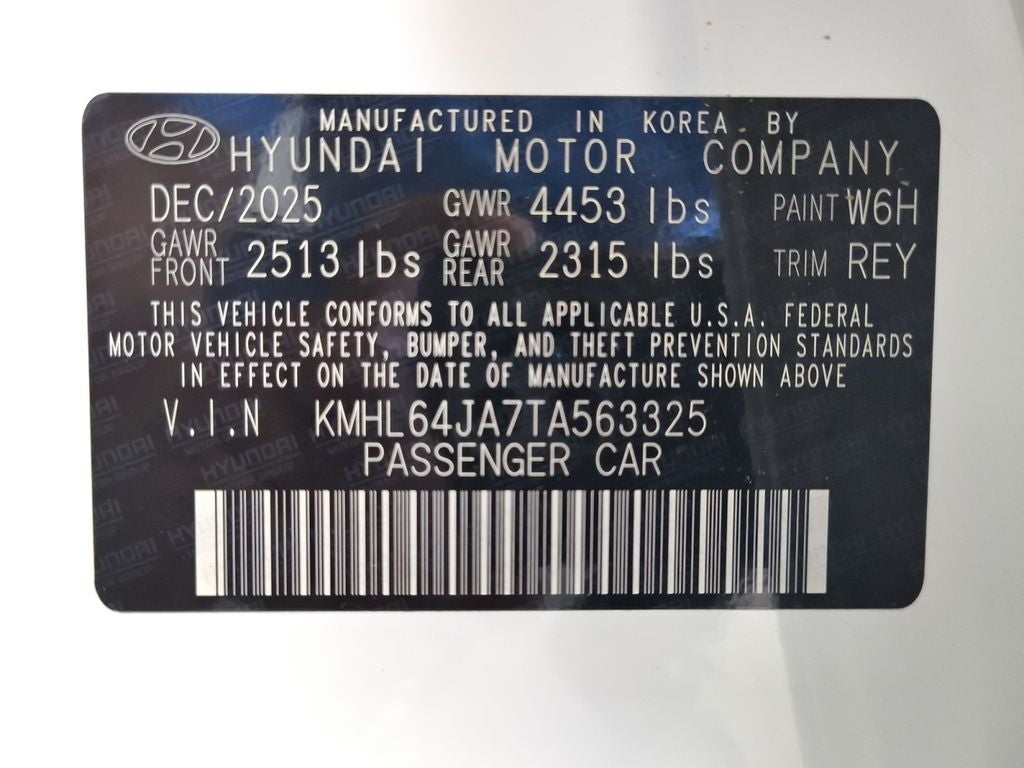 MANUFACTURED IN KOREA BY
HYUNDAI MOTOR COMPANY
DEC/2025 GVWR 4453 lbs PAINT W6H
GAWR FRONT 2513 lbs GAWR REAR 2315 lbs TRIM REY
THIS VEHICLE CONFORMS TO ALL APPLICABLE U.S.A. FEDERAL
MOTOR VEHICLE SAFETY, BUMPER, AND THEFT PREVENTION STANDARDS
IN EFFECT ON THE DATE OF MANUFACTURE SHOWN ABOVE
V.I.N KMHL64JA7TA563325
PASSENGER CAR